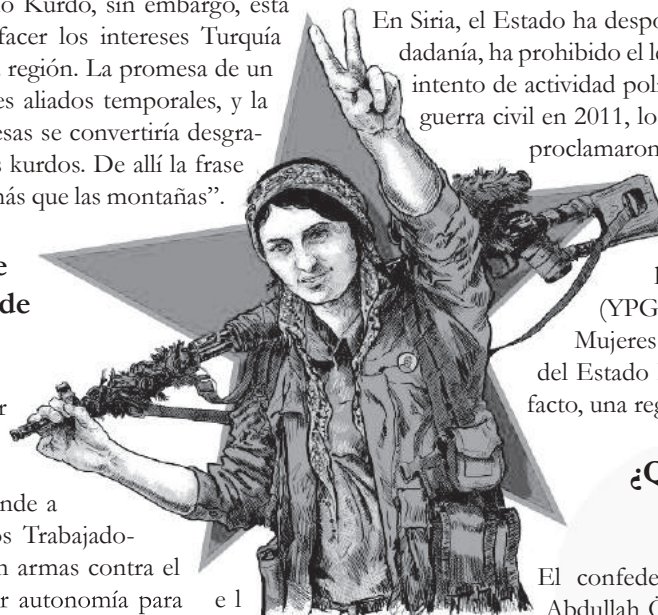 o Kurdo, sin embargo, esta
facer los intereses Turquía
región. La promesa de un
es aliados temporales, y la
esas se convertiría desgra-
s kurdos. De allí la frase
más que las montañas”.
e
de
r
nde a
os Trabajado-
n armas contra el
r autonomía para el
En Siria, el Estado ha despo
dadanía, ha prohibido el le
intento de actividad polí
guerra civil en 2011, lo
proclamaron
(YPG
Mujeres
del Estado
facto, una reg
¿Q
El confede
Abdullah Ö